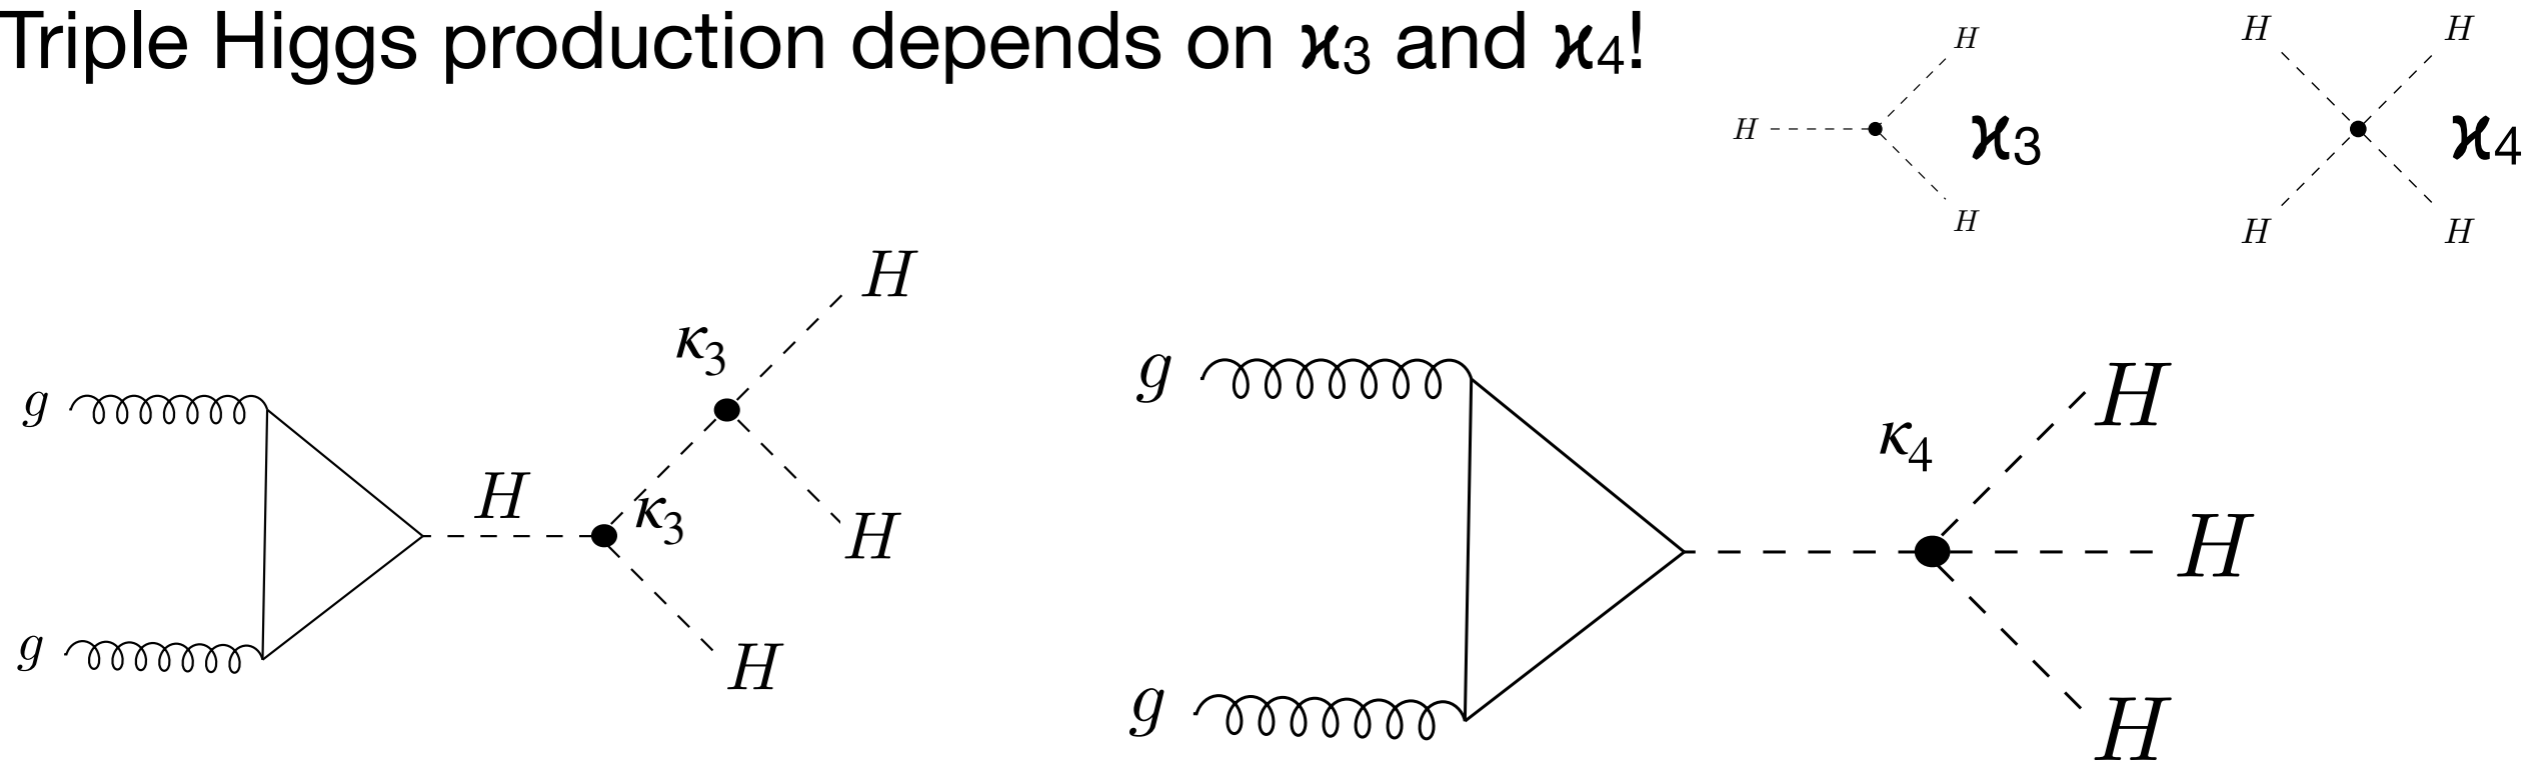 Triple Higgs production depends on ϰ3 and ϰ4!
H
H
H
ϰ3
H
H
H
H
ϰ4
g
g
H
κ3
κ3
H
H
H
g
g
κ4
H
H
H